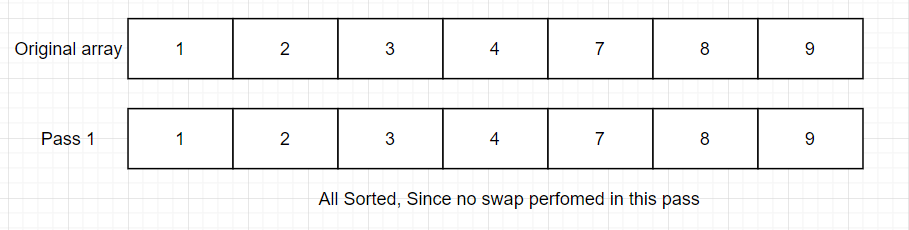 Original array 1 2 3 4 7 8 9
Pass 1 1 2 3 4 7 8 9
All Sorted, Since no swap perfomed in this pass